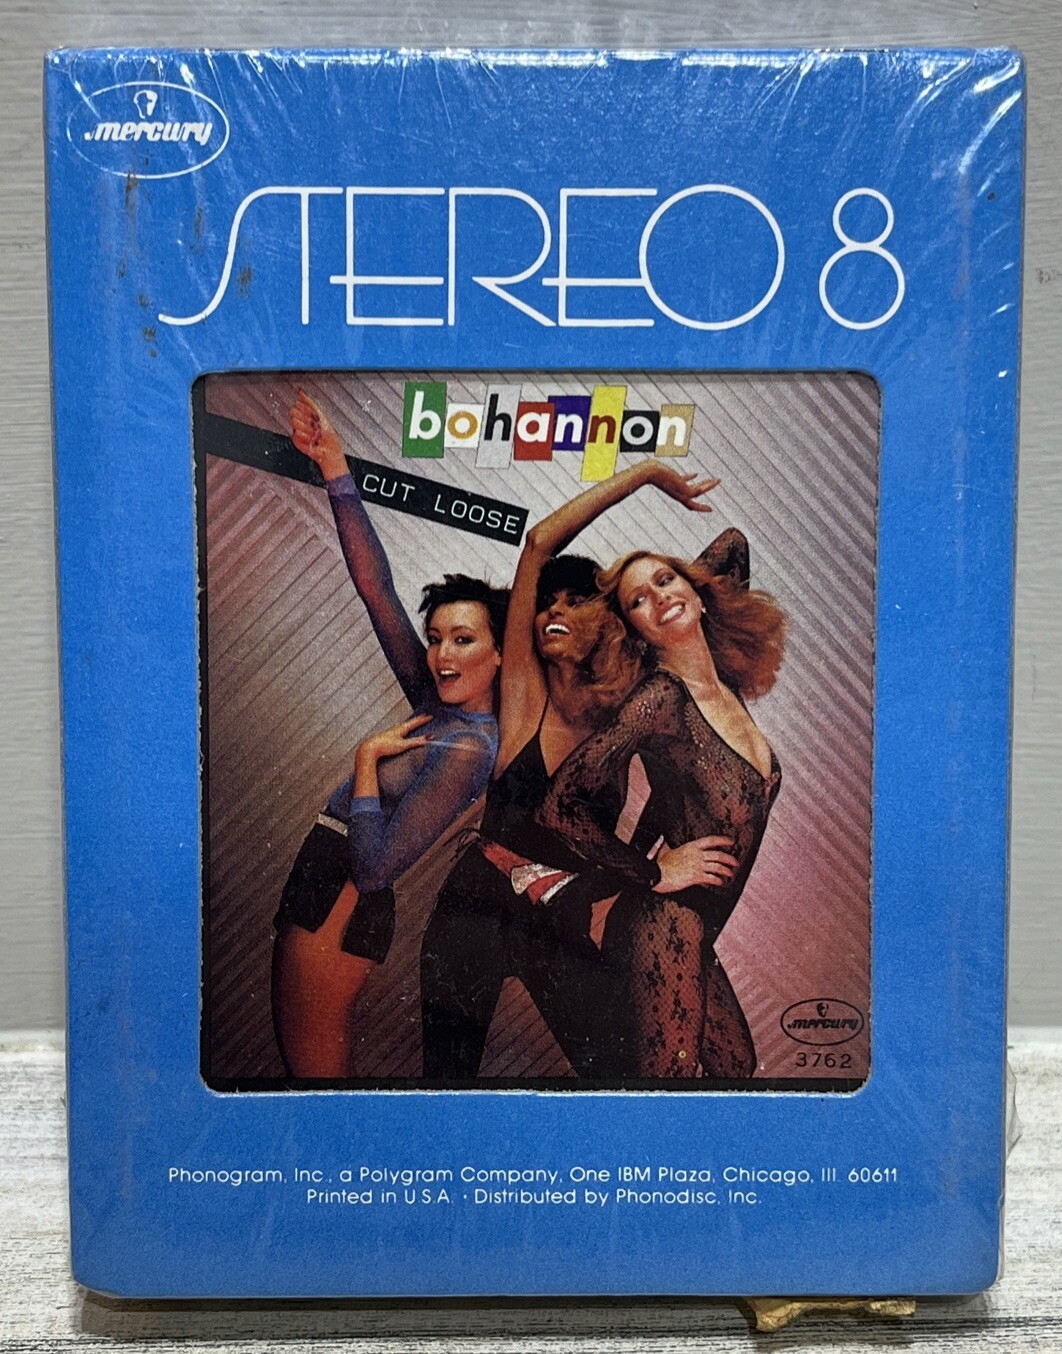 mercury
STEREO 8
bohannon
CUT LOOSE
mercury
3762
Phonogram, Inc., a Polygram Company, One IBM Plaza, Chicago, Ill. 60611
Printed in U.S.A. • Distributed by Phonodisc, Inc.